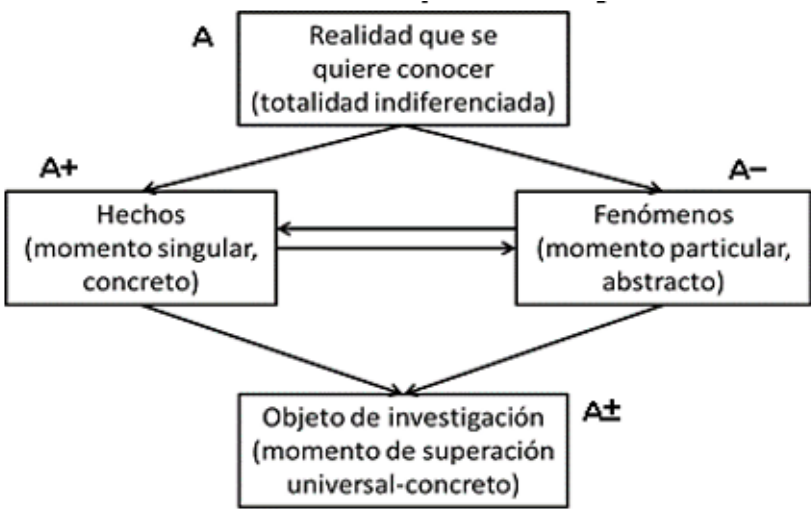 A
Realidad que se
quiere conocer
(totalidad indiferenciada)
A+
Hechos
(momento singular,
concreto)
A−
Fenómenos
(momento particular,
abstracto)
Objeto de investigación
(momento de superación
universal-concreto)
A±